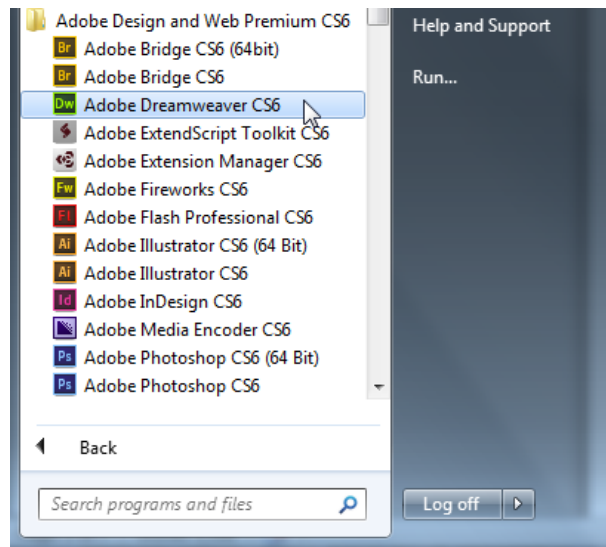 Adobe Design and Web Premium CS6
Br Adobe Bridge CS6 (64bit)
Br Adobe Bridge CS6
Dw Adobe Dreamweaver CS6
Adobe ExtendScript Toolkit CS6
Adobe Extension Manager CS6
Fw Adobe Fireworks CS6
Fl Adobe Flash Professional CS6
Ai Adobe Illustrator CS6 (64 Bit)
Ai Adobe Illustrator CS6
Id Adobe InDesign CS6
Adobe Media Encoder CS6
Ps Adobe Photoshop CS6 (64 Bit)
Ps Adobe Photoshop CS6
Back
Search programs and files
Help and Support
Run...
Log off